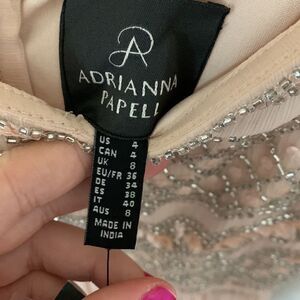 ADRIANNA
PAPELL
US 4
CAN 4
UK 8
EU/FR 36
DE 34
ES 38
IT 40
AUS 8
MADE IN
INDIA